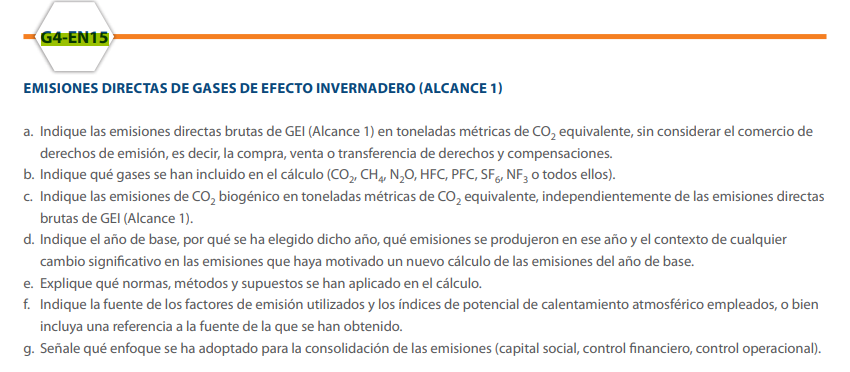 G4-EN15
EMISIONES DIRECTAS DE GASES DE EFECTO INVERNADERO (ALCANCE 1)
a. Indique las emisiones directas brutas de GEI (Alcance 1) en toneladas métricas de CO₂ equivalente, sin considerar el comercio de
derechos de emisión, es decir, la compra, venta o transferencia de derechos y compensaciones.
b. Indique qué gases se han incluido en el cálculo (CO₂, CH₄, N₂O, HFC, PFC, SF₆, NF₃ o todos ellos).
c. Indique las emisiones de CO₂ biogénico en toneladas métricas de CO₂ equivalente, independientemente de las emisiones directas
brutas de GEI (Alcance 1).
d. Indique el año de base, por qué se ha elegido dicho año, qué emisiones se produjeron en ese año y el contexto de cualquier
cambio significativo en las emisiones que haya motivado un nuevo cálculo de las emisiones del año de base.
e. Explique qué normas, métodos y supuestos se han aplicado en el cálculo.
f. Indique la fuente de los factores de emisión utilizados y los índices de potencial de calentamiento atmosférico empleados, o bien
incluya una referencia a la fuente de la que se han obtenido.
g. Señale qué enfoque se ha adoptado para la consolidación de las emisiones (capital social, control financiero, control operacional).